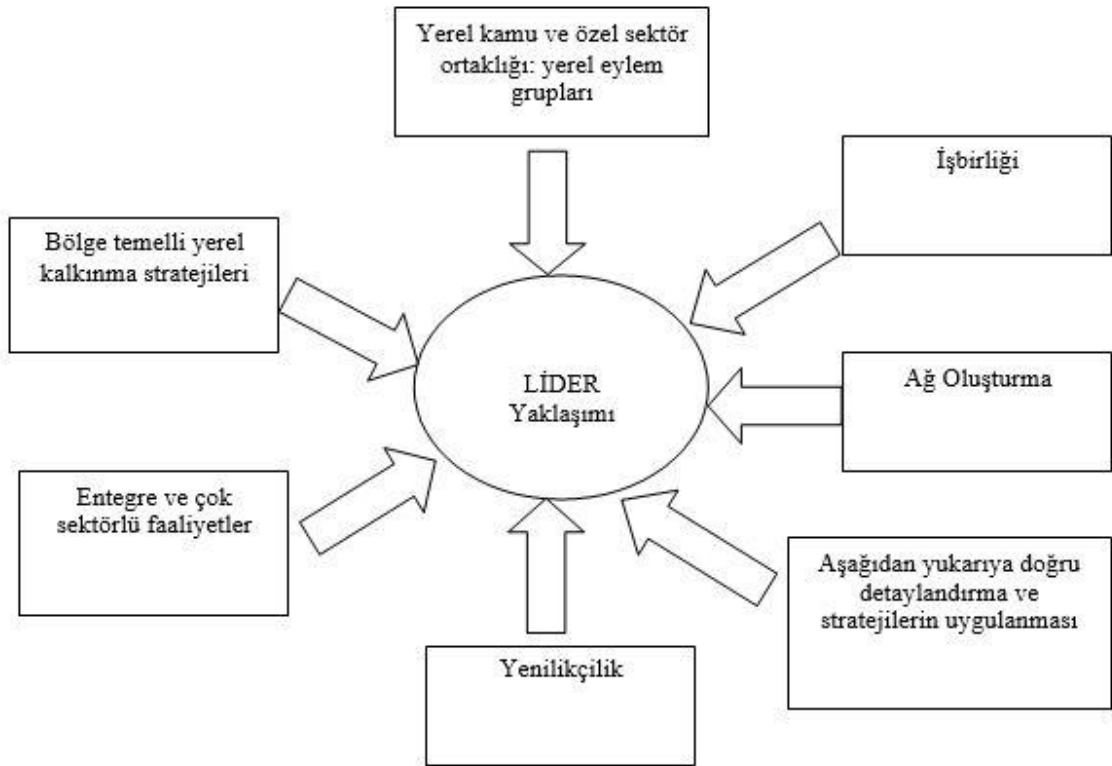 Yerel kamu ve özel sektör
ortaklığı: yerel eylem
grupları
İşbirliği
Bölge temelli yerel
kalkınma stratejileri
LİDER
Yaklaşımı
Ağ Oluşturma
Entegre ve çok
sektörlü faaliyetler
Aşağıdan yukarıya doğru
detaylandırma ve
stratejilerin uygulanması
Yenilikçilik